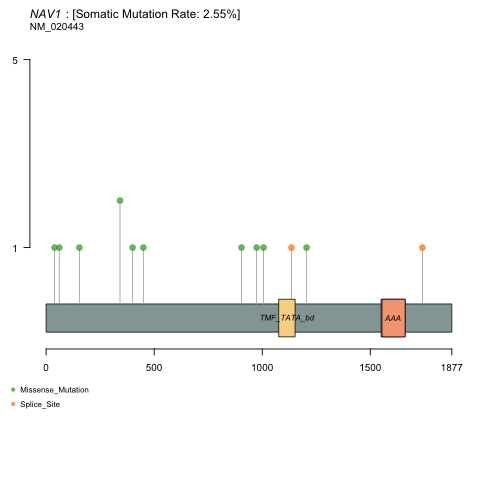 NAV1 : [Somatic Mutation Rate: 2.55%]
NM_020443
5
1
TMF_TATA_bd
AAA
0 500 1000 1500 1877
Missense_Mutation
Splice_Site